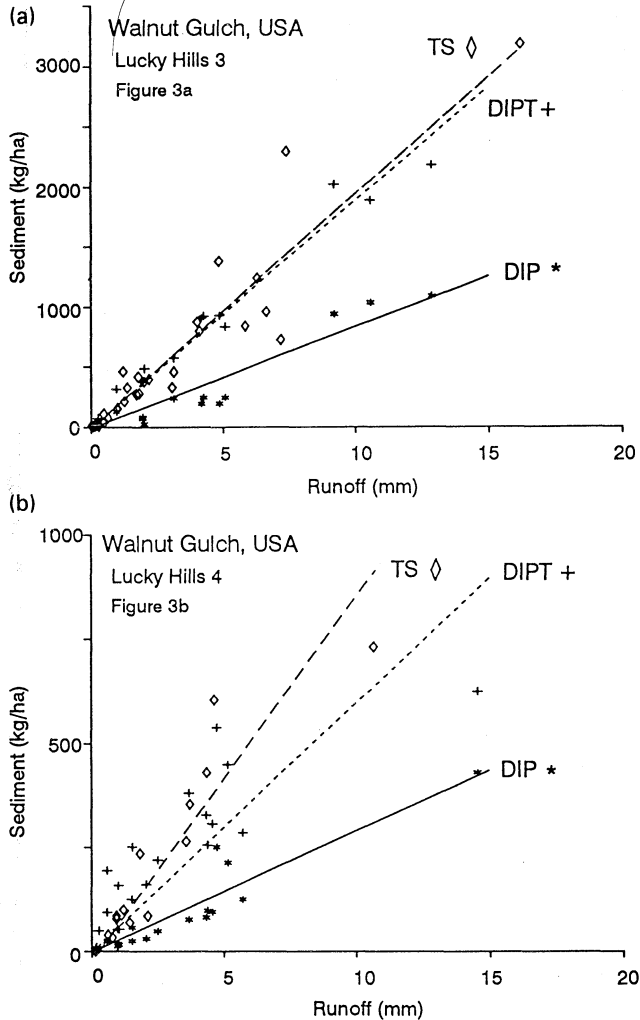 (a)
Walnut Gulch, USA
Lucky Hills 3
Figure 3a
TS ◊
DIPT +
DIP *
Sediment (kg/ha)
3000
2000
1000
0
0 5 10 15 20
Runoff (mm)
(b)
Walnut Gulch, USA
Lucky Hills 4
Figure 3b
TS ◊
DIPT +
DIP *
Sediment (kg/ha)
1000
500
0
0 5 10 15 20
Runoff (mm)